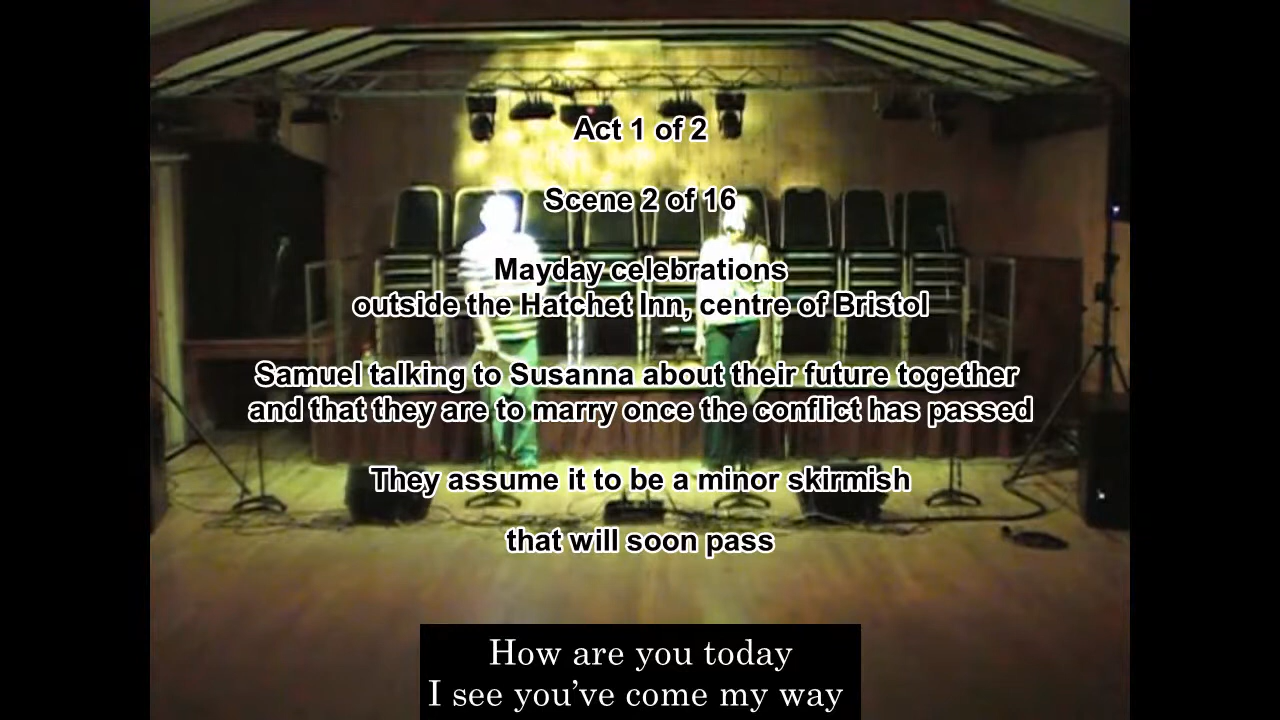 Act 1 of 2
Scene 2 of 16
Mayday celebrations
outside the Hatchet Inn, centre of Bristol
Samuel talking to Susanna about their future together
and that they are to marry once the conflict has passed
They assume it to be a minor skirmish
that will soon pass
How are you today
I see you've come my way